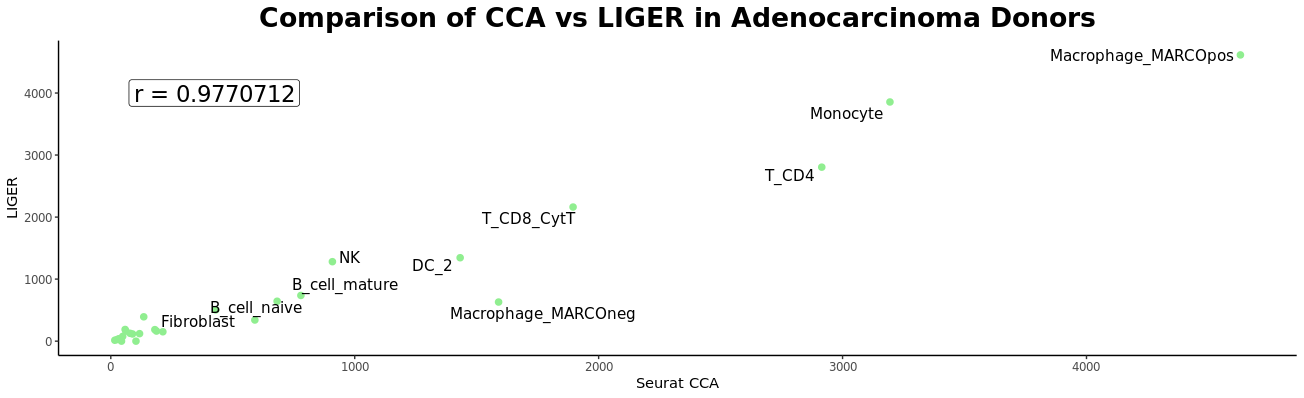 Comparison of CCA vs LIGER in Adenocarcinoma Donors
Macrophage_MARCOpos
r = 0.9770712
Monocyte
T_CD4
T_CD8_CytT
NK
DC_2
B_cell_mature
B_cell_naive
Macrophage_MARCOneg
Fibroblast
LIGER
4000
3000
2000
1000
0
0
1000
2000
3000
4000
Seurat CCA